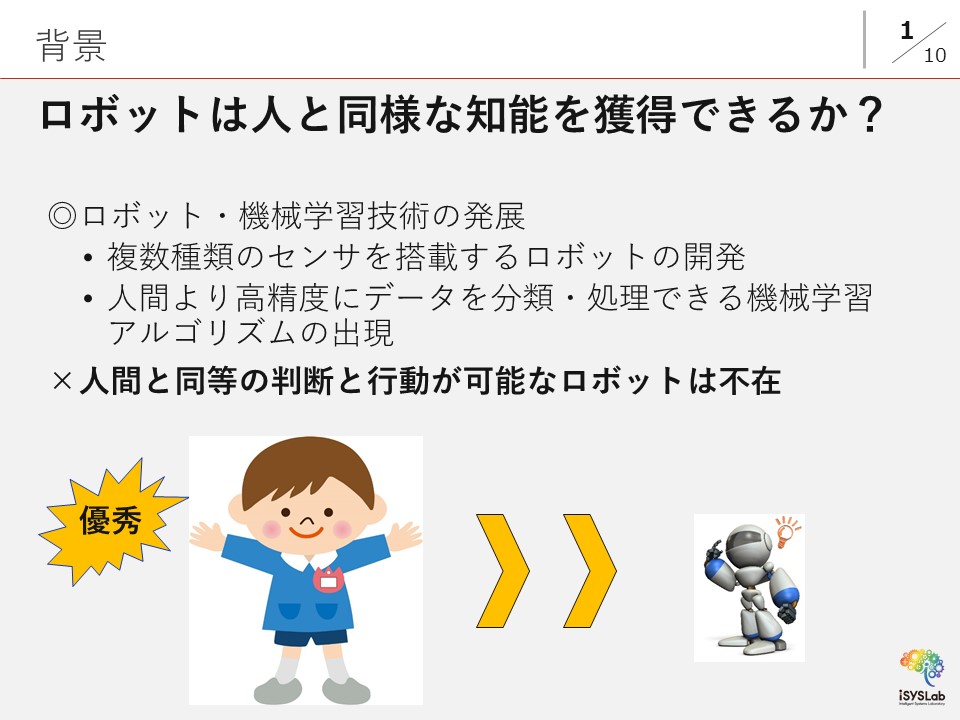 背景
1
10
ロボットは人と同様な知能を獲得できるか？
◎ロボット・機械学習技術の発展
• 複数種類のセンサを搭載するロボットの開発
• 人間より高精度にデータを分類・処理できる機械学習
アルゴリズムの出現
×人間と同等の判断と行動が可能なロボットは不在
優秀
iSYSLab
Intelligent Systems Laboratory